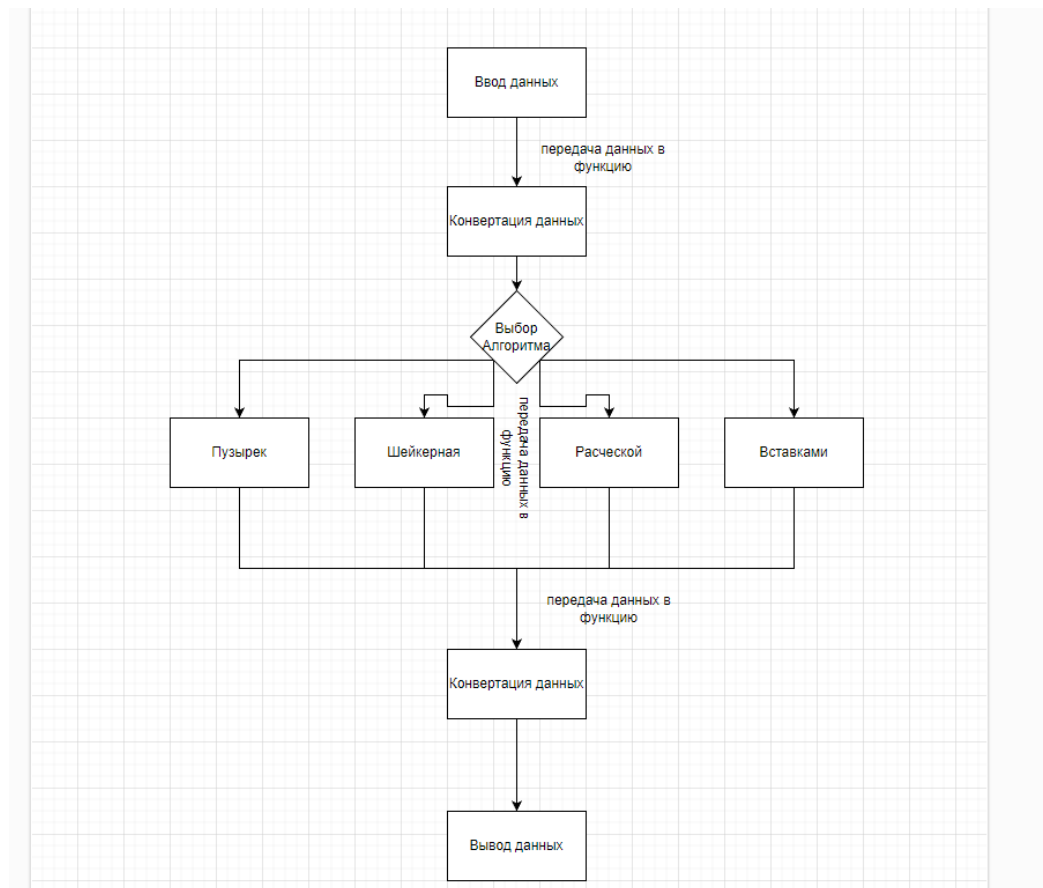 Ввод данных
передача данных в
функцию
Конвертация данных
Выбор
Алгоритма
передача данных в
функцию
Пузырек
Шейкерная
Расческой
Вставками
передача данных в
функцию
Конвертация данных
Вывод данных